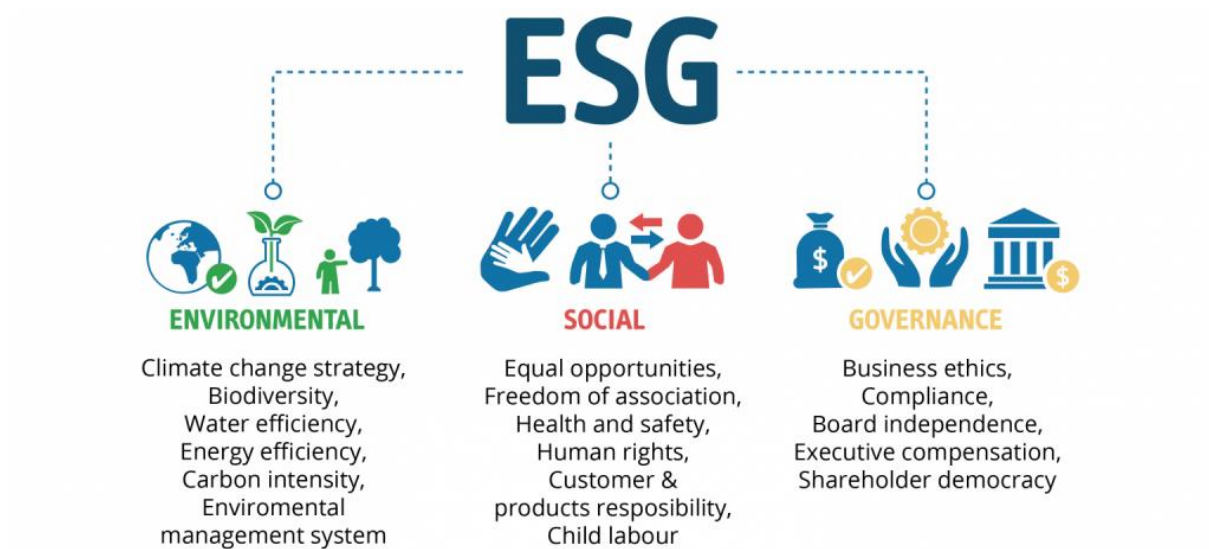 ESG
ENVIRONMENTAL
Climate change strategy,
Biodiversity,
Water efficiency,
Energy efficiency,
Carbon intensity,
Enviromental
management system
SOCIAL
Equal opportunities,
Freedom of association,
Health and safety,
Human rights,
Customer &
products resposibility,
Child labour
$
$
GOVERNANCE
Business ethics,
Compliance,
Board independence,
Executive compensation,
Shareholder democracy